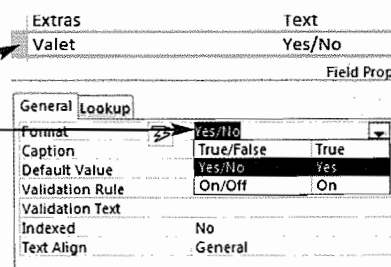 Extras Text
Valet Yes/No
Field Prop
General Lookup
Format Yes/No
Caption True/False True
Default Value Yes/No Yes
Validation Rule On/Off On
Validation Text
Indexed No
Text Align General